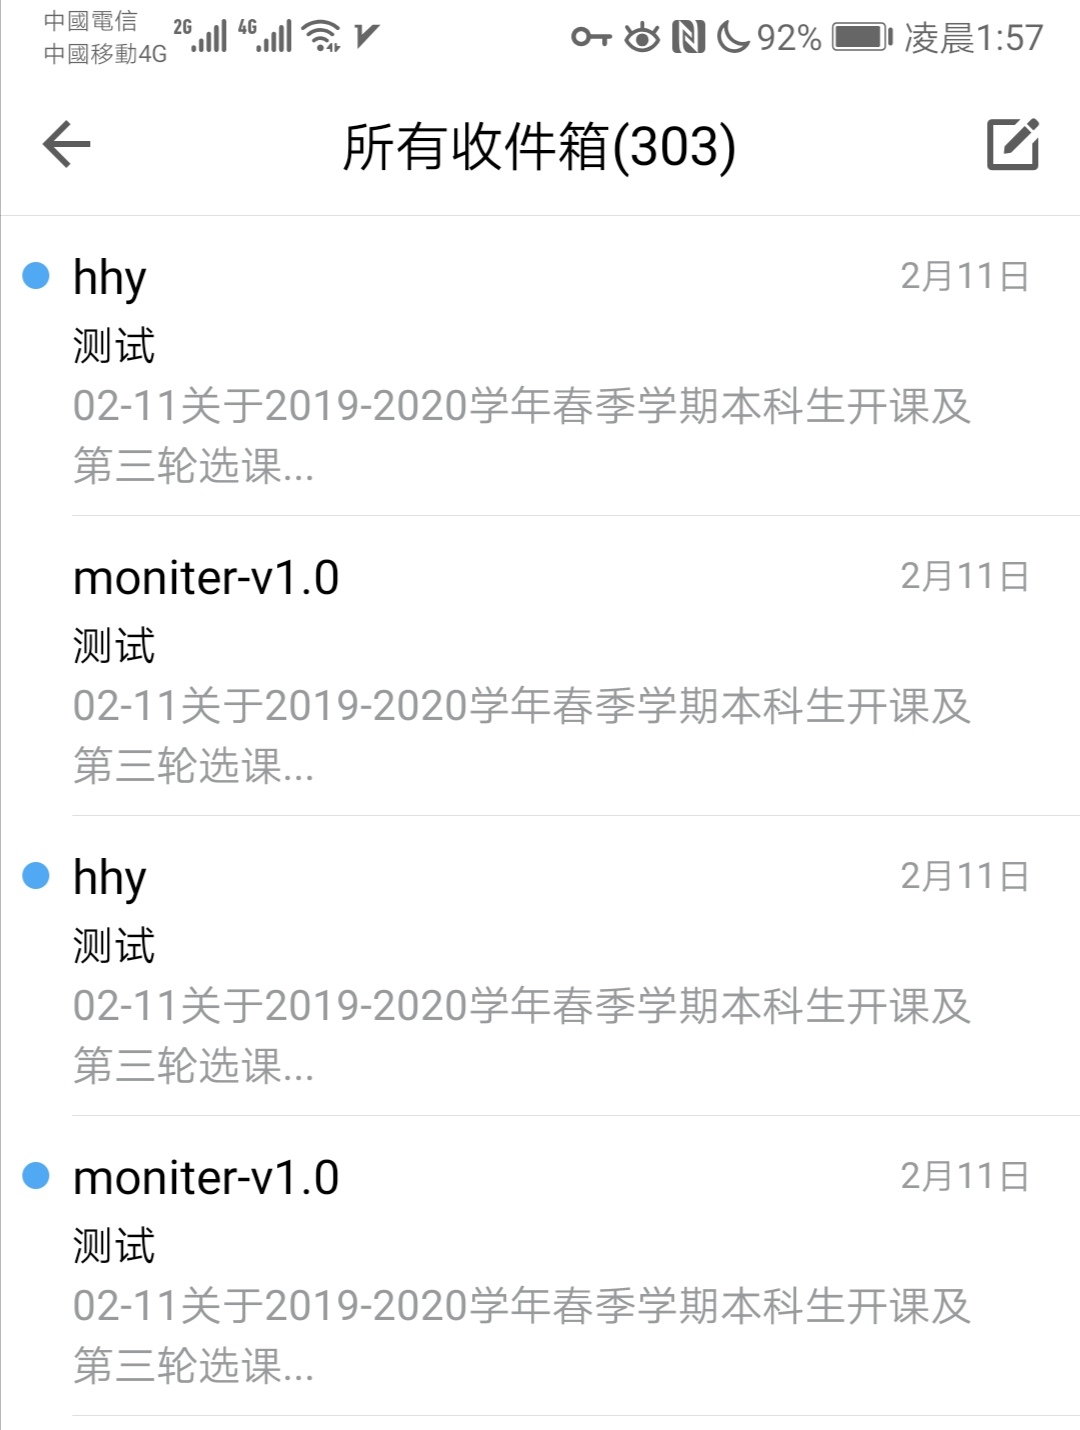 中國電信
中國移動4G
2G 4G 92% 凌晨1:57
所有收件箱(303)
hhy 2月11日
测试
02-11关于2019-2020学年春季学期本科生开课及
第三轮选课...
moniter-v1.0 2月11日
测试
02-11关于2019-2020学年春季学期本科生开课及
第三轮选课...
hhy 2月11日
测试
02-11关于2019-2020学年春季学期本科生开课及
第三轮选课...
moniter-v1.0 2月11日
测试
02-11关于2019-2020学年春季学期本科生开课及
第三轮选课...